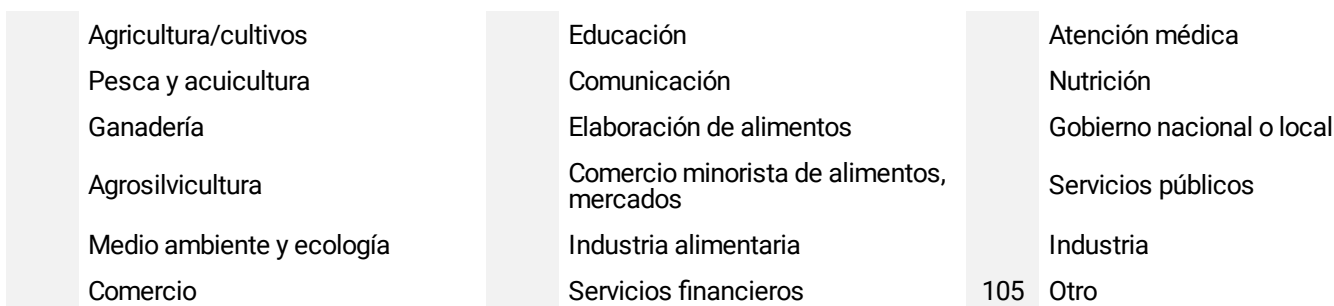 Agricultura/cultivos
Educación
Atención médica
Pesca y acuicultura
Comunicación
Nutrición
Ganadería
Elaboración de alimentos
Gobierno nacional o local
Agrosilvicultura
Comercio minorista de alimentos,
mercados
Servicios públicos
Medio ambiente y ecología
Industria alimentaria
Industria
Comercio
Servicios financieros
105 Otro